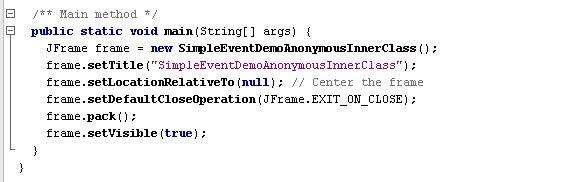 /** Main method */
public static void main(String[] args) {
JFrame frame = new SimpleEventDemoAnonymousInnerClass();
frame.setTitle("SimpleEventDemoAnonymousInnerClass");
frame.setLocationRelativeTo(null); // Center the frame
frame.setDefaultCloseOperation(JFrame.EXIT_ON_CLOSE);
frame.pack();
frame.setVisible(true);
}
}